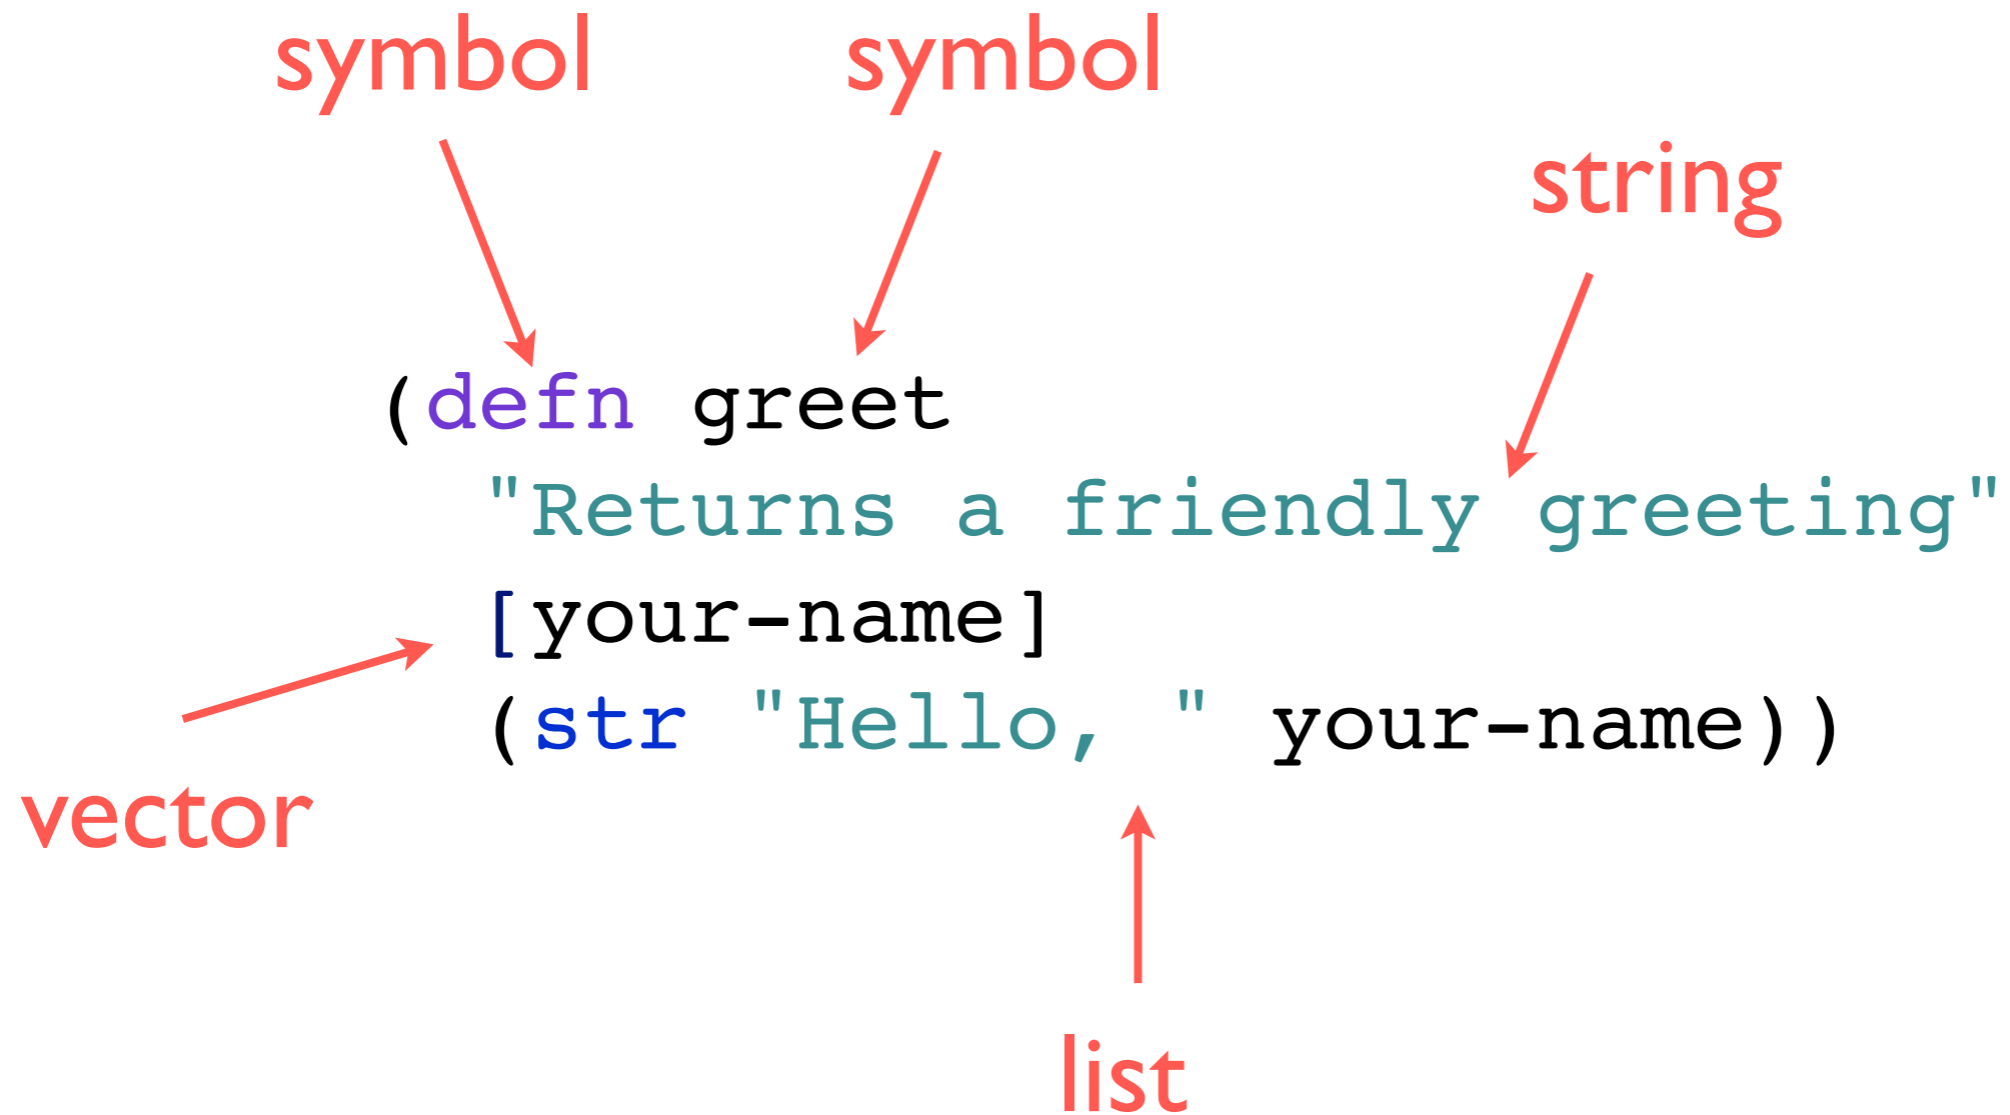 symbol symbol
string
(defn greet
"Returns a friendly greeting"
[your-name]
(str "Hello, " your-name))
vector
list